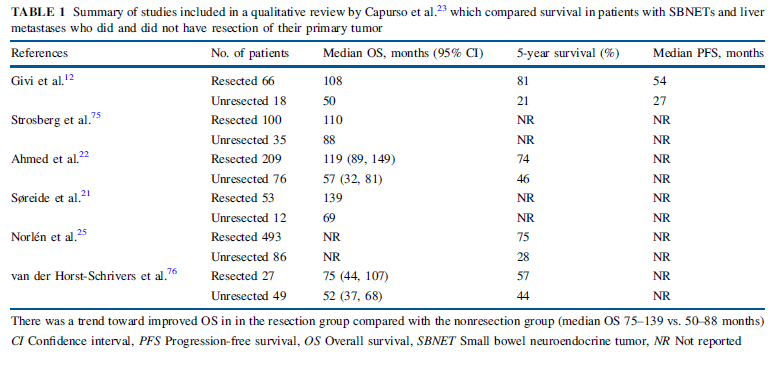 TABLE 1 Summary of studies included in a qualitative review by Capurso et al.23 which compared survival in patients with SBNETs and liver
metastases who did and did not have resection of their primary tumor
References No. of patients Median OS, months (95% CI) 5-year survival (%) Median PFS, months
Givi et al.12 Resected 66 108 81 54
Unresected 18 50 21 27
Strosberg et al.75 Resected 100 110 NR NR
Unresected 35 88 NR NR
Ahmed et al.22 Resected 209 119 (89, 149) 74 NR
Unresected 76 57 (32, 81) 46 NR
Søreide et al.21 Resected 53 139 NR NR
Unresected 12 69 NR NR
Norlén et al.25 Resected 493 NR 75 NR
Unresected 86 NR 28 NR
van der Horst-Schrivers et al.76 Resected 27 75 (44, 107) 57 NR
Unresected 49 52 (37, 68) 44 NR
There was a trend toward improved OS in in the resection group compared with the nonresection group (median OS 75–139 vs. 50–88 months)
CI Confidence interval, PFS Progression-free survival, OS Overall survival, SBNET Small bowel neuroendocrine tumor, NR Not reported